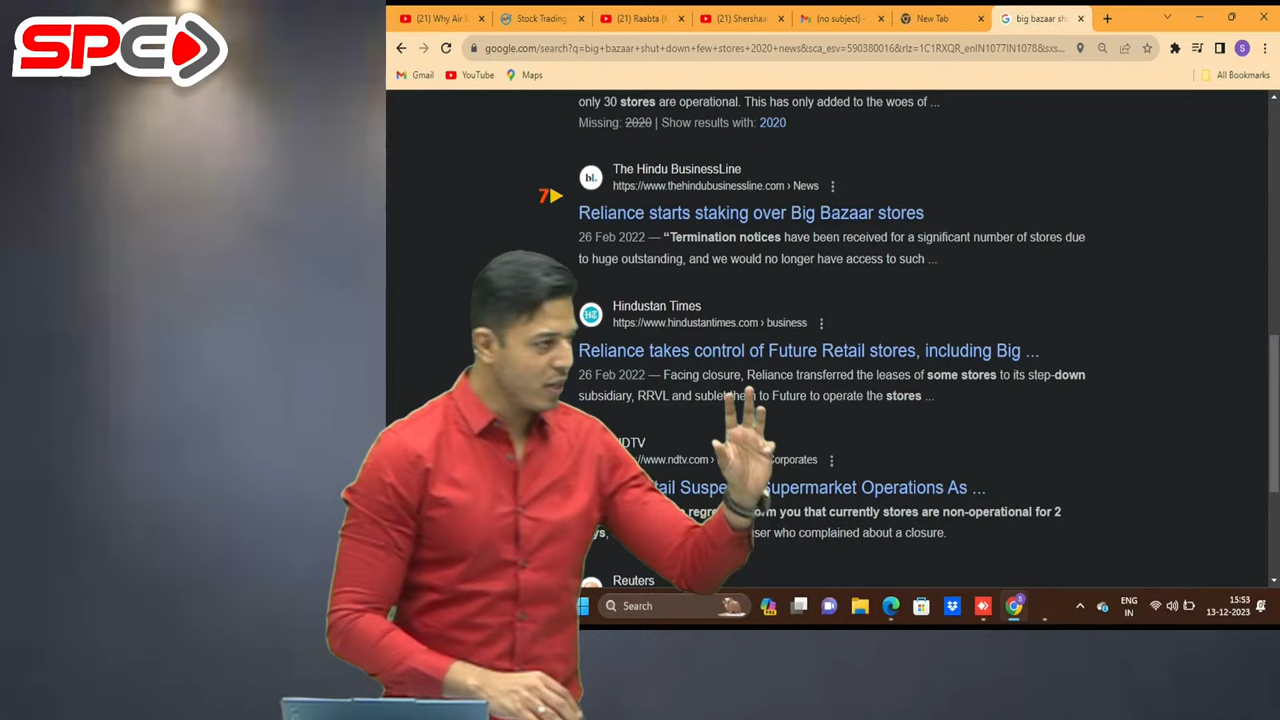 SPED
(21) Why Air
Stock Trading
(21) Raabta (
(21) Shershaa
(no subject) -
New Tab
big bazaar shu
google.com/search?q=big+bazaar+shut+down+few+stores+2020+news&sca_esv=590380016&rlz=1C1RXQR_enIN1077IN1078&sxs...
S
Gmail
YouTube
Maps
All Bookmarks
only 30 stores are operational. This has only added to the woes of ...
Missing: 2020 | Show results with: 2020
bl.
The Hindu BusinessLine
https://www.thehindubusinessline.com › News
7
Reliance starts staking over Big Bazaar stores
26 Feb 2022 — “Termination notices have been received for a significant number of stores due
to huge outstanding, and we would no longer have access to such ...
HT
Hindustan Times
https://www.hindustantimes.com › business
Reliance takes control of Future Retail stores, including Big ...
26 Feb 2022 — Facing closure, Reliance transferred the leases of some stores to its step-down
subsidiary, RRVL and sublet them to Future to operate the stores ...
NDTV
www.ndtv.com › Corporates
Supermarket Operations As ...
you that currently stores are non-operational for 2
who complained about a closure.
Reuters
Search
ENG
IN
15:53
13-12-2023